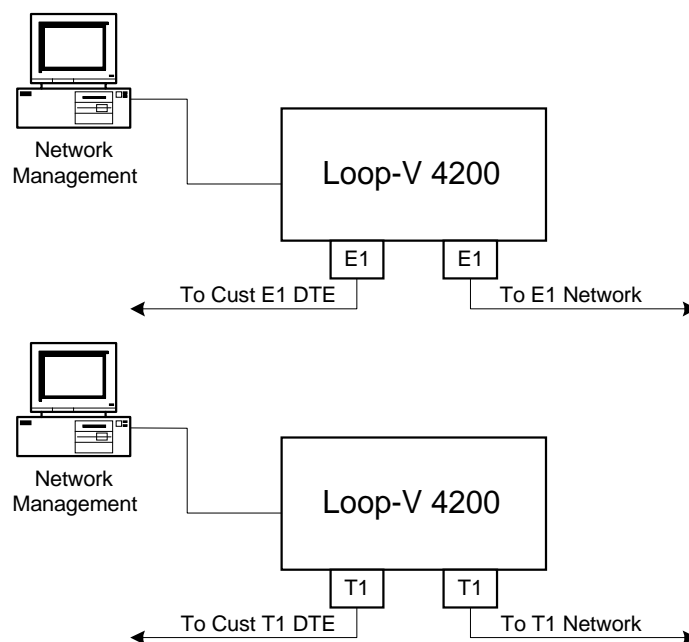 Network
Management
Loop-V 4200
E1
E1
To Cust E1 DTE
To E1 Network
Network
Management
Loop-V 4200
T1
T1
To Cust T1 DTE
To T1 Network